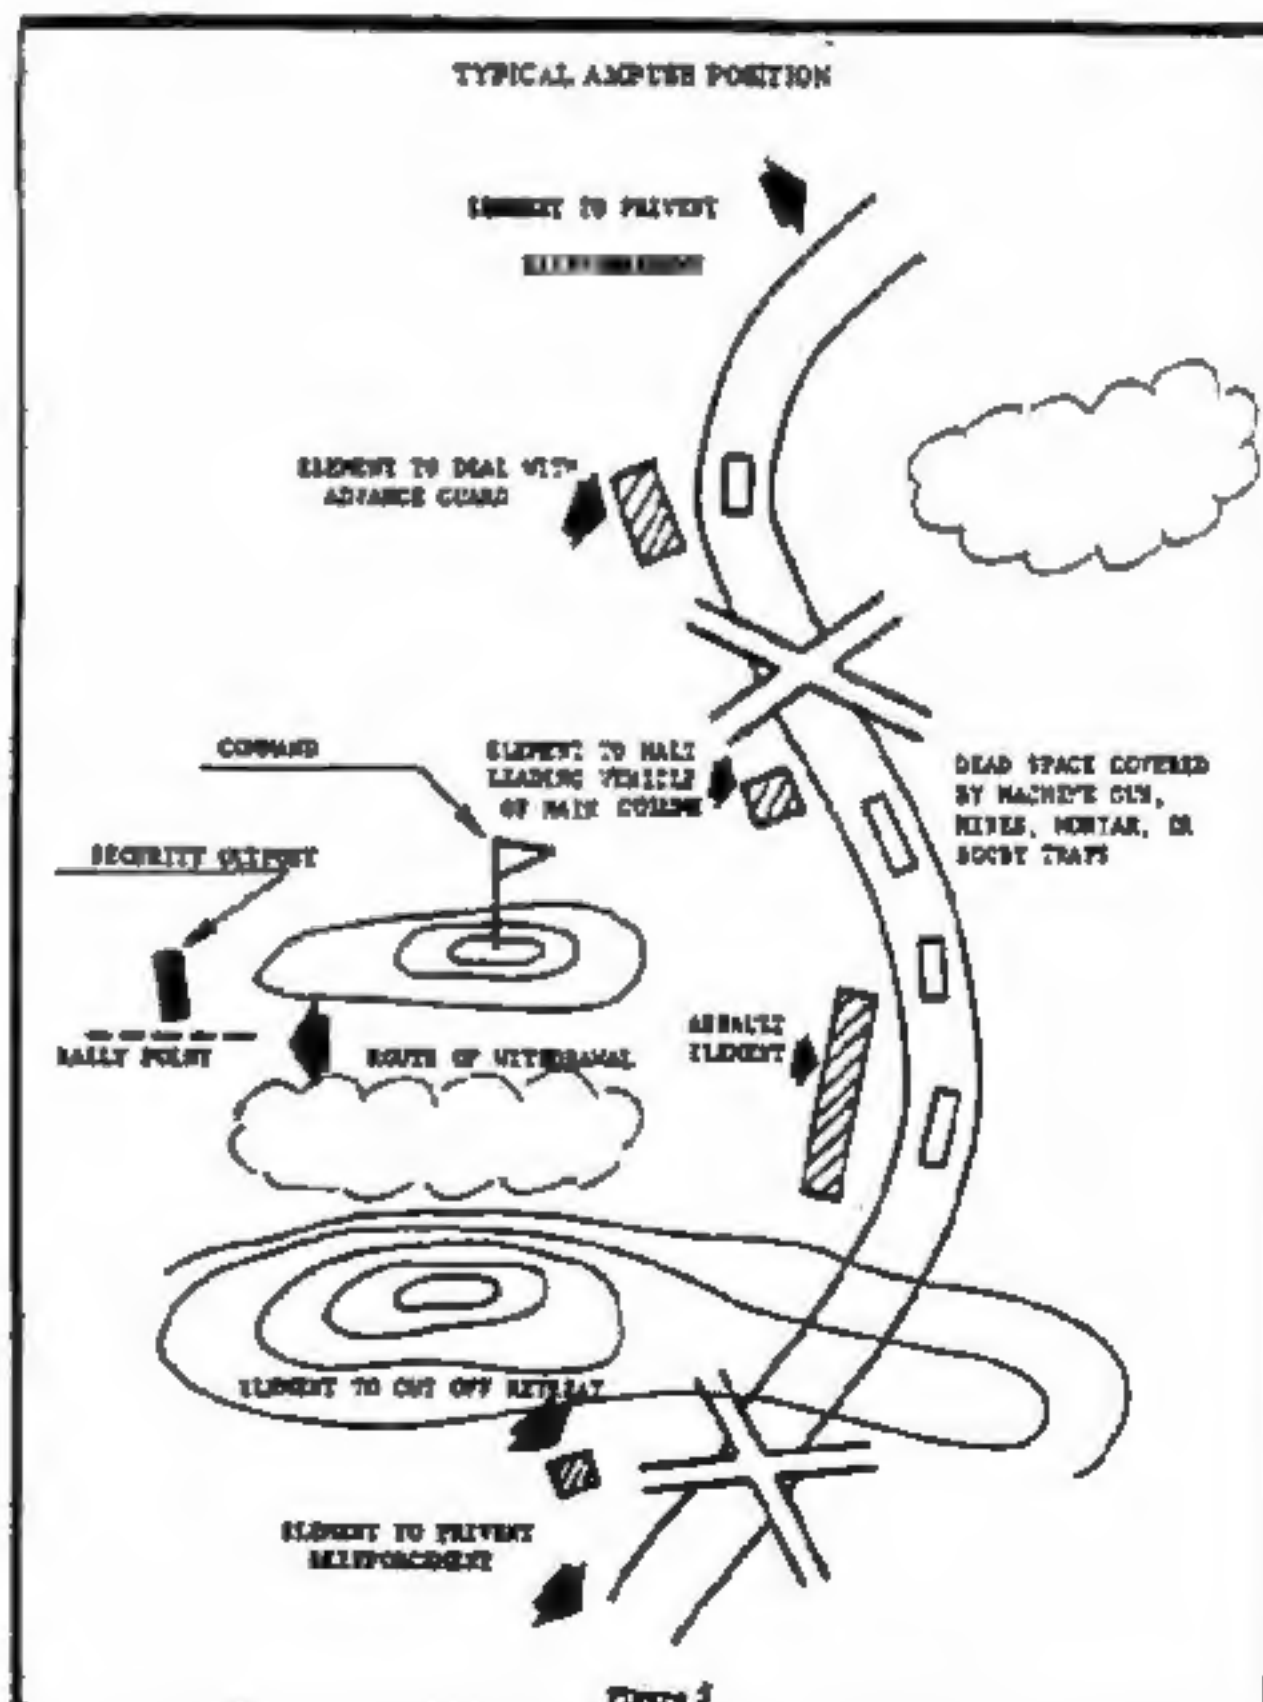 TYPICAL AMBUSH POSITION
ELEMENT TO PREVENT
REINFORCEMENT
ELEMENT TO DEAL WITH
ADVANCE GUARD
COMMAND
ELEMENT TO HALT
LEADING VEHICLE
OF MAIN COLUMN
DEAD SPACE COVERED
BY MACHINE GUN,
MINES, MORTAR, OR
BOOBY TRAPS
SECURITY OUTPOST
ASSAULT
ELEMENT
RALLY POINT
ROUTE OF WITHDRAWAL
ELEMENT TO CUT OFF RETREAT
ELEMENT TO PREVENT
REINFORCEMENT
Figure